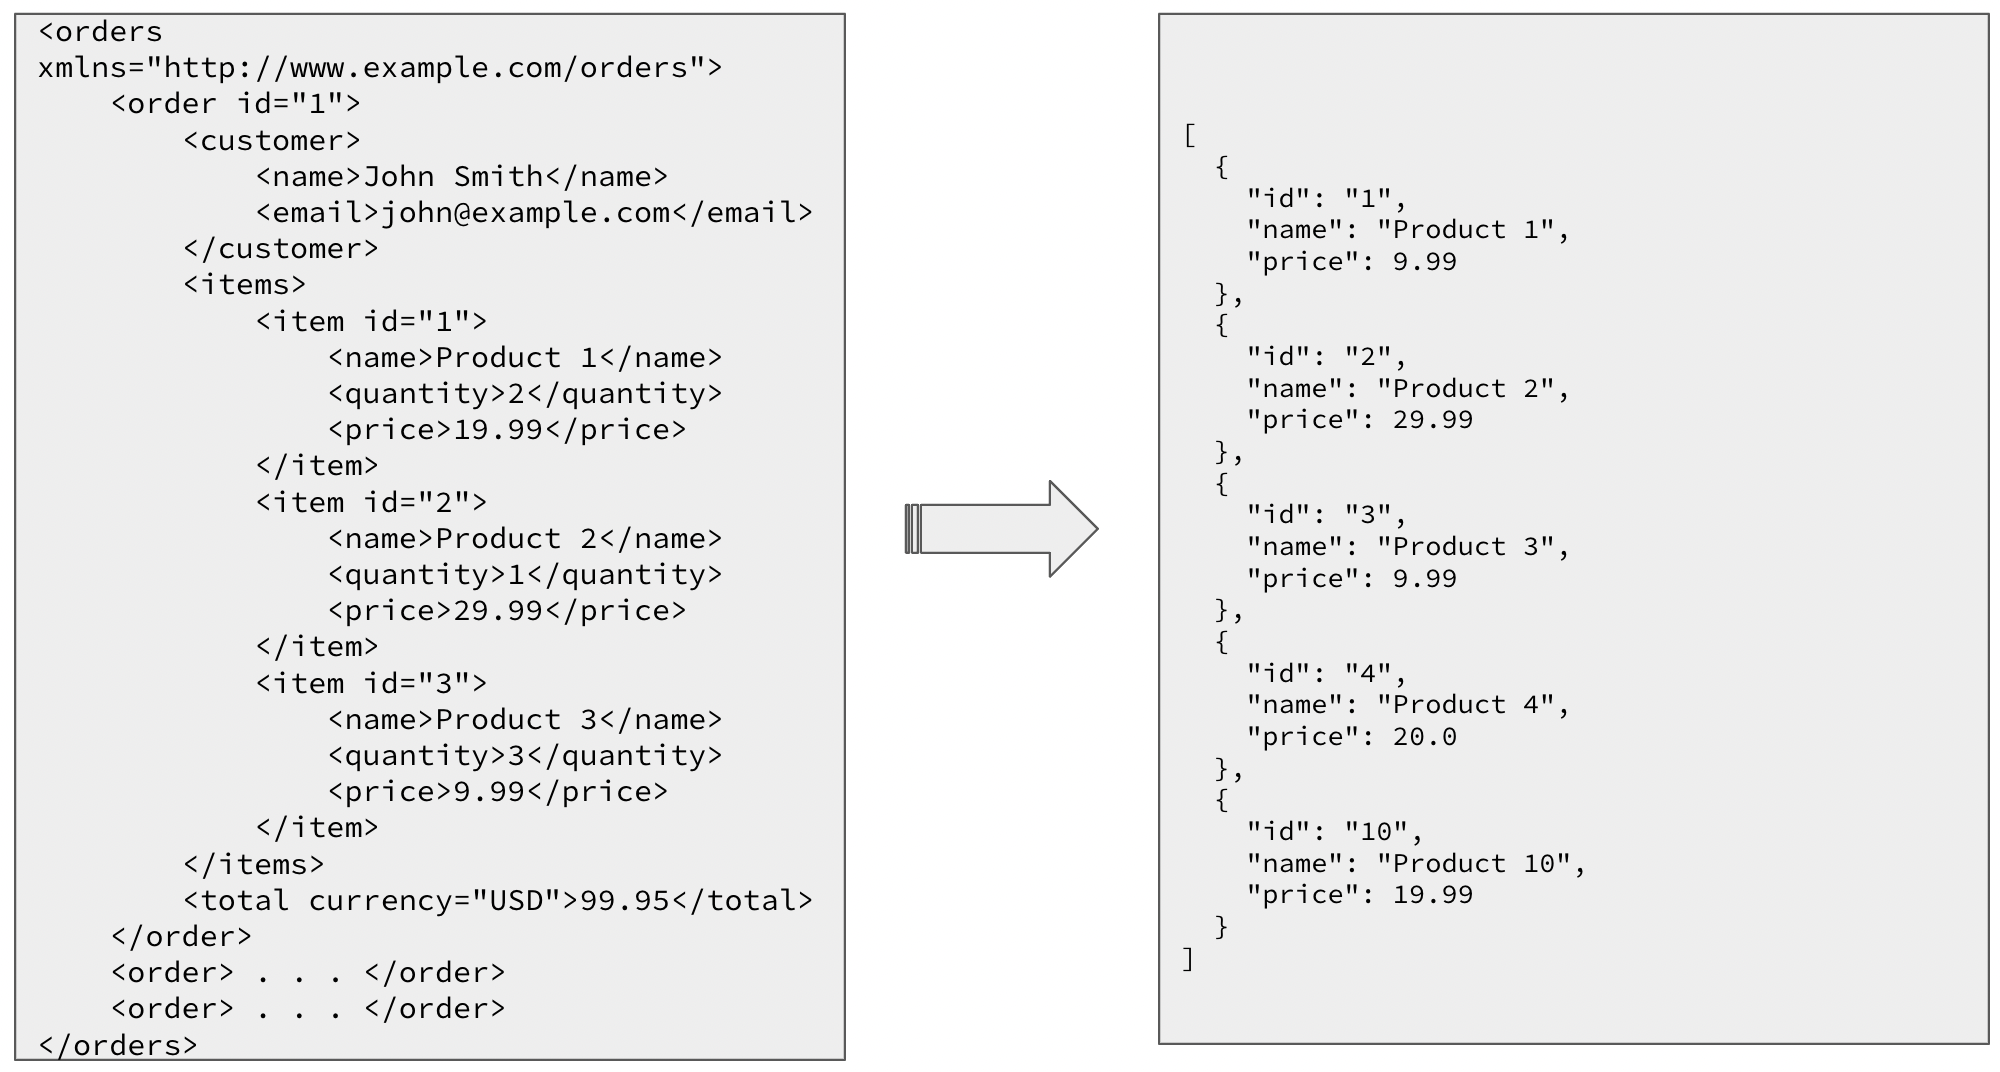 <orders
xmlns="http://www.example.com/orders">
    <order id="1">
        <customer>
            <name>John Smith</name>
            <email>john@example.com</email>
        </customer>
        <items>
            <item id="1">
                <name>Product 1</name>
                <quantity>2</quantity>
                <price>19.99</price>
            </item>
            <item id="2">
                <name>Product 2</name>
                <quantity>1</quantity>
                <price>29.99</price>
            </item>
            <item id="3">
                <name>Product 3</name>
                <quantity>3</quantity>
                <price>9.99</price>
            </item>
        </items>
        <total currency="USD">99.95</total>
    </order>
    <order> . . . </order>
    <order> . . . </order>
</orders>
[
  {
    "id": "1",
    "name": "Product 1",
    "price": 9.99
  },
  {
    "id": "2",
    "name": "Product 2",
    "price": 29.99
  },
  {
    "id": "3",
    "name": "Product 3",
    "price": 9.99
  },
  {
    "id": "4",
    "name": "Product 4",
    "price": 20.0
  },
  {
    "id": "10",
    "name": "Product 10",
    "price": 19.99
  }
]